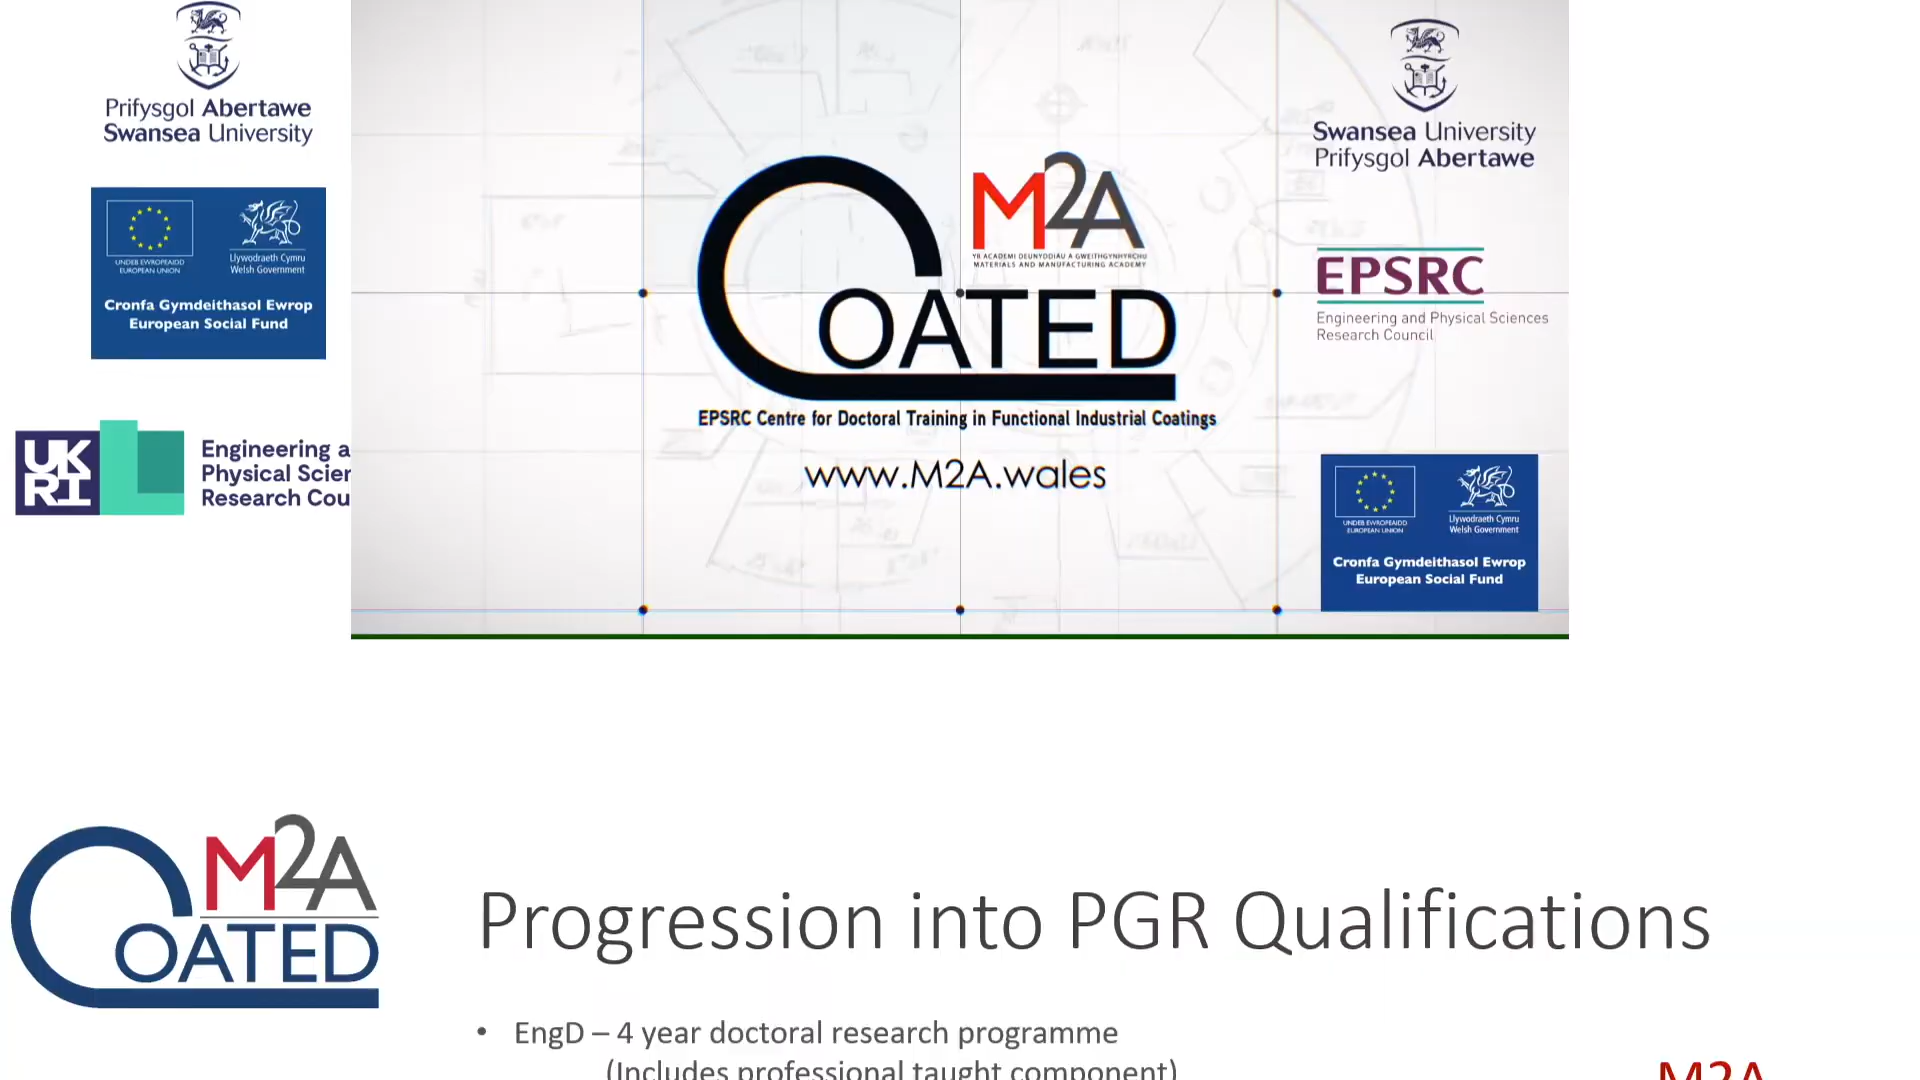 Prifysgol Abertawe
Swansea University
UNDEB EWROPEAIDD
EUROPEAN UNION
Llywodraeth Cymru
Welsh Government
Cronfa Gymdeithasol Ewrop
European Social Fund
UK
RI
Engineering a
Physical Scier
Research Cou
M2A
YR ACADEMI DEUNYDDIAU A GWEITHGYNHYRCHU
MATERIALS AND MANUFACTURING ACADEMY
COATED
EPSRC Centre for Doctoral Training in Functional Industrial Coatings
www.M2A.wales
Swansea University
Prifysgol Abertawe
EPSRC
Engineering and Physical Sciences
Research Council
UNDEB EWROPEAIDD
EUROPEAN UNION
Llywodraeth Cymru
Welsh Government
Cronfa Gymdeithasol Ewrop
European Social Fund
M2A
COATED
Progression into PGR Qualifications
• EngD – 4 year doctoral research programme
(Includes professional taught component)
M2A